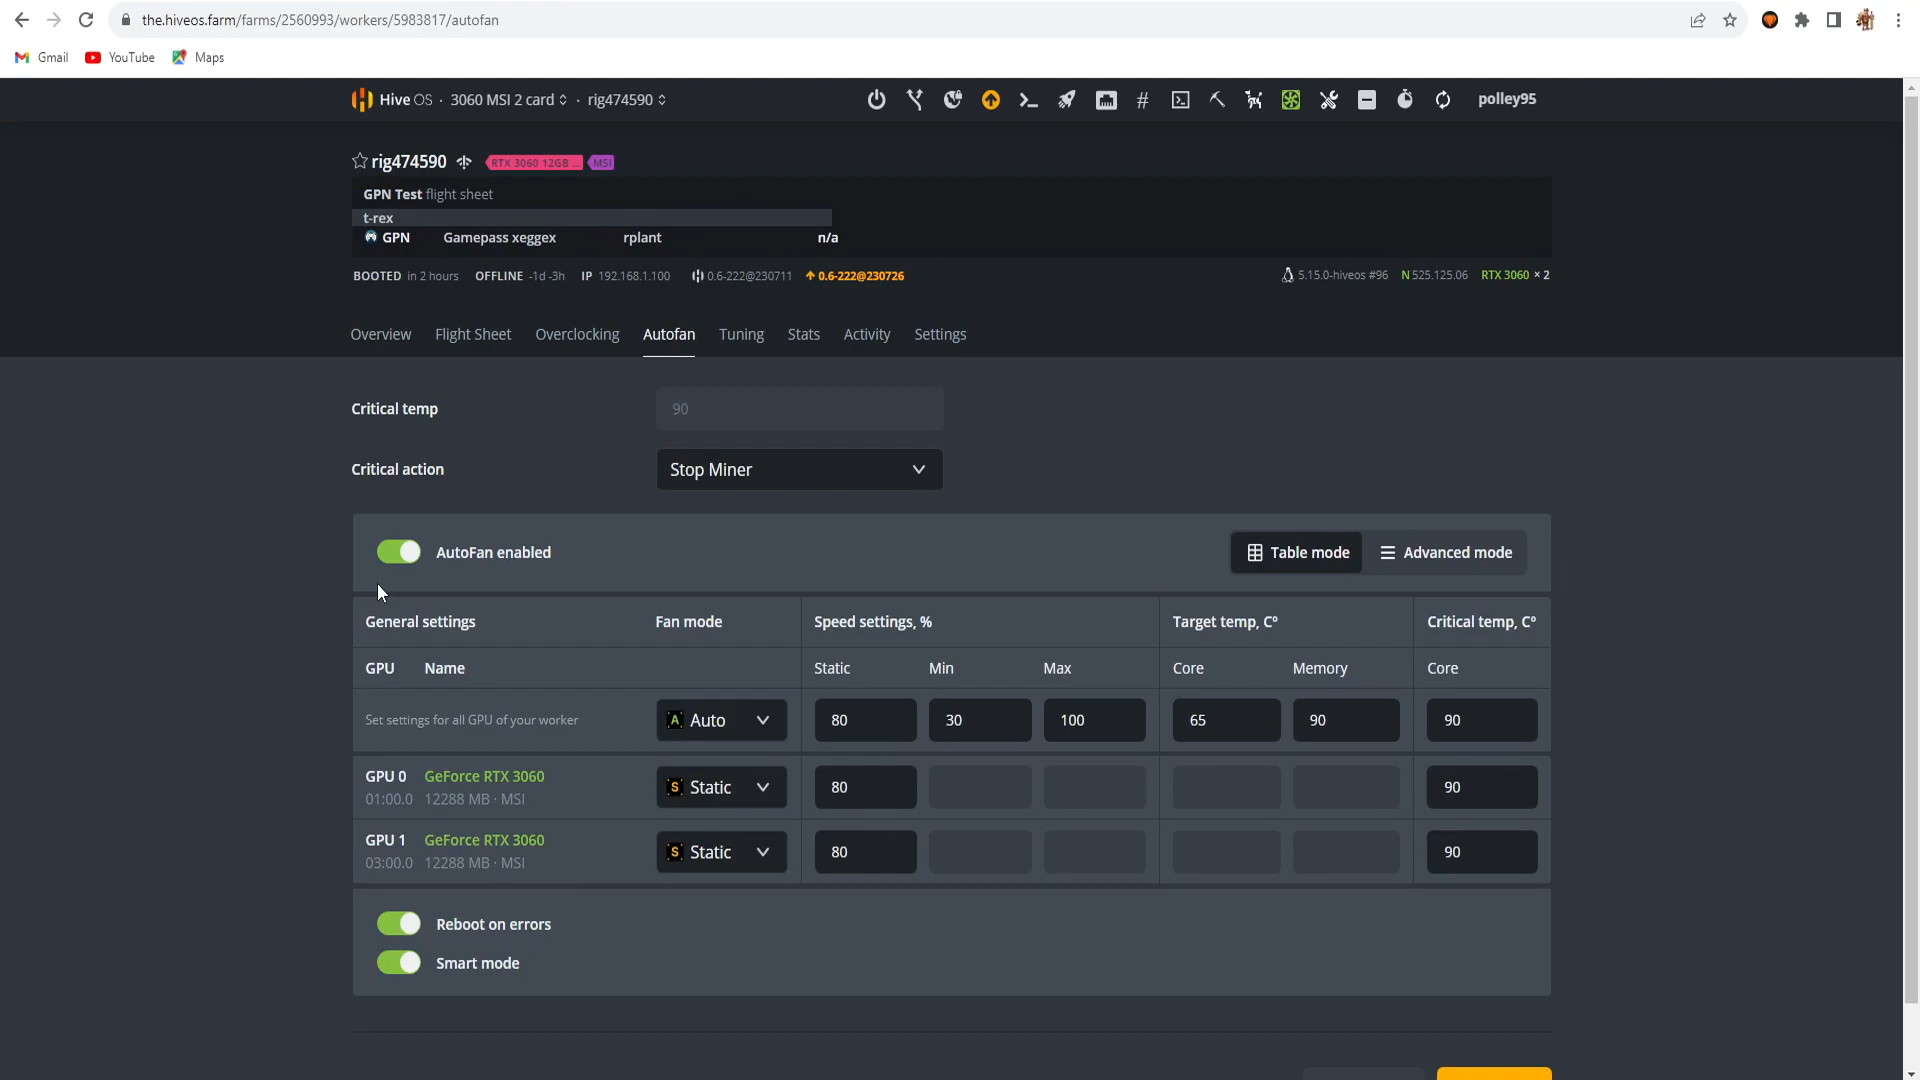 the.hiveos.farm/farms/2560993/workers/5983817/autofan
Gmail YouTube Maps
Hive OS · 3060 MSI 2 card · rig474590 polley95
rig474590 RTX 3060 12GB ... MSI
GPN Test flight sheet
t-rex
GPN Gamepass xeggex rplant n/a
BOOTED in 2 hours OFFLINE -1d -3h IP 192.168.1.100 0.6-222@230711 0.6-222@230726 5.15.0-hiveos #96 N 525.125.06 RTX 3060 × 2
Overview Flight Sheet Overclocking Autofan Tuning Stats Activity Settings
Critical temp 90
Critical action Stop Miner
AutoFan enabled Table mode Advanced mode
General settings Fan mode Speed settings, % Target temp, Cº Critical temp, Cº
GPU Name Static Min Max Core Memory Core
Set settings for all GPU of your worker A Auto 80 30 100 65 90 90
GPU 0 GeForce RTX 3060 S Static 80 90
01:00.0 12288 MB · MSI
GPU 1 GeForce RTX 3060 S Static 80 90
03:00.0 12288 MB · MSI
Reboot on errors
Smart mode